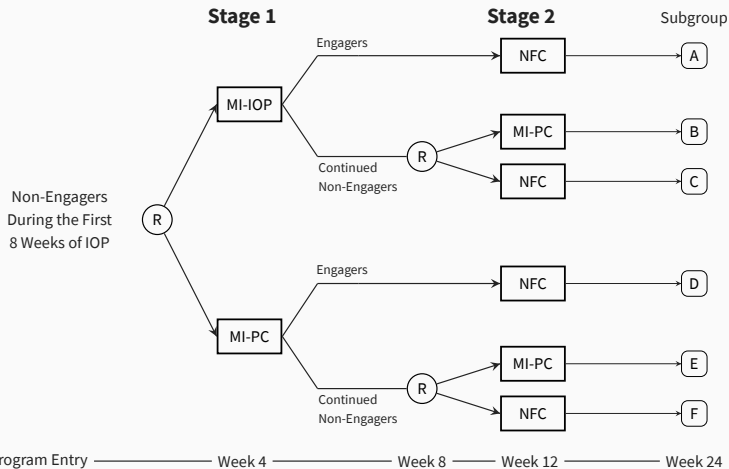 Stage 1
Stage 2
Subgroup
Engagers
NFC
A
MI-IOP
MI-PC
B
R
Continued
Non-Engagers
NFC
C
Non-Engagers
During the First
8 Weeks of IOP
R
Engagers
NFC
D
MI-PC
MI-PC
E
R
Continued
Non-Engagers
NFC
F
rogram Entry
Week 4
Week 8
Week 12
Week 24